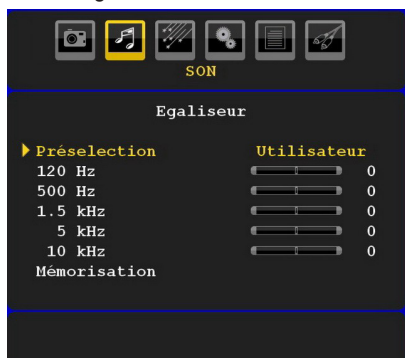 SON
Egaliseur
Préselection Utilisateur
120 Hz 0
500 Hz 0
1.5 kHz 0
5 kHz 0
10 kHz 0
Mémorisation